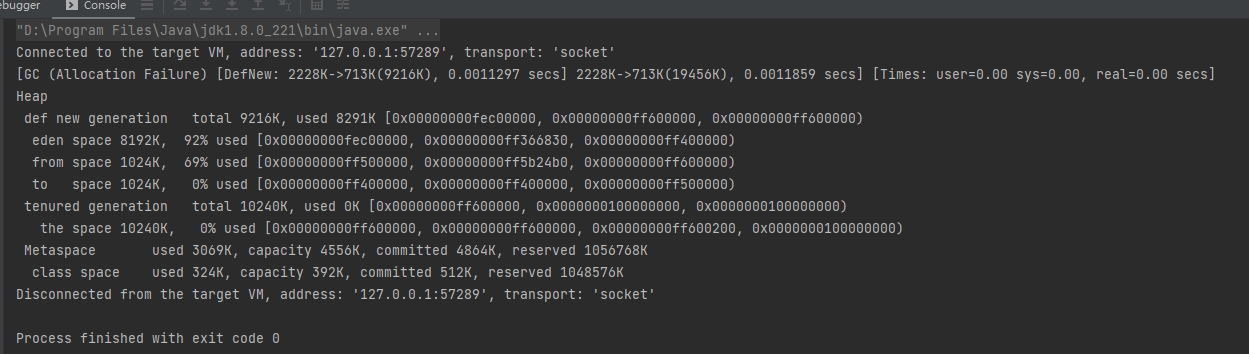 ebugger Console
"D:\Program Files\Java\jdk1.8.0_221\bin\java.exe" ...
Connected to the target VM, address: '127.0.0.1:57289', transport: 'socket'
[GC (Allocation Failure) [DefNew: 2228K->713K(9216K), 0.0011297 secs] 2228K->713K(19456K), 0.0011859 secs] [Times: user=0.00 sys=0.00, real=0.00 secs]
Heap
 def new generation   total 9216K, used 8291K [0x00000000fec00000, 0x00000000ff600000, 0x00000000ff600000)
  eden space 8192K,  92% used [0x00000000fec00000, 0x00000000ff366830, 0x00000000ff400000)
  from space 1024K,  69% used [0x00000000ff500000, 0x00000000ff5b24b0, 0x00000000ff600000)
  to   space 1024K,   0% used [0x00000000ff400000, 0x00000000ff400000, 0x00000000ff500000)
 tenured generation   total 10240K, used 0K [0x00000000ff600000, 0x0000000100000000, 0x0000000100000000)
   the space 10240K,   0% used [0x00000000ff600000, 0x00000000ff600000, 0x00000000ff600200, 0x0000000100000000)
 Metaspace       used 3069K, capacity 4556K, committed 4864K, reserved 1056768K
  class space    used 324K, capacity 392K, committed 512K, reserved 1048576K
Disconnected from the target VM, address: '127.0.0.1:57289', transport: 'socket'
Process finished with exit code 0